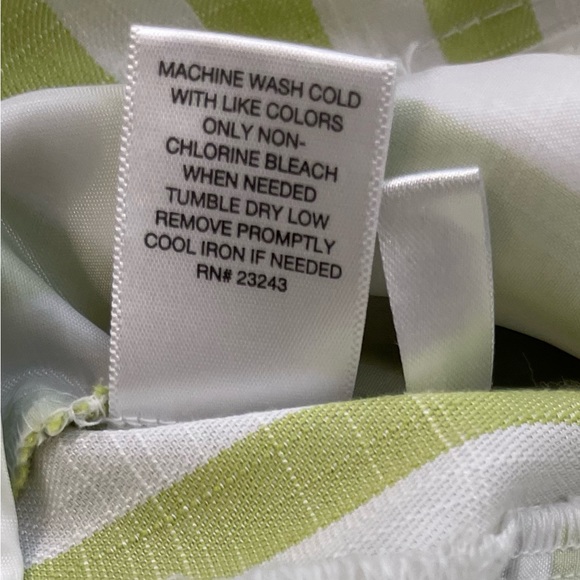 MACHINE WASH COLD
WITH LIKE COLORS
ONLY NON-
CHLORINE BLEACH
WHEN NEEDED
TUMBLE DRY LOW
REMOVE PROMPTLY
COOL IRON IF NEEDED
RN# 23243